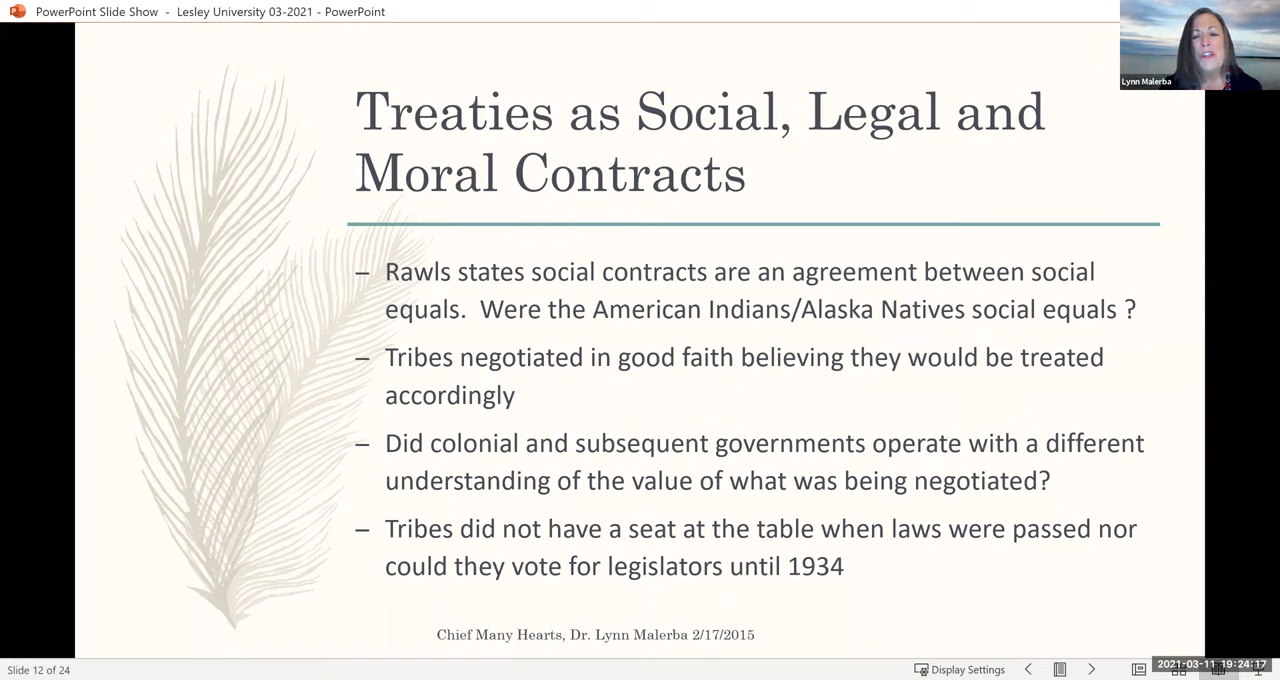 PowerPoint Slide Show - Lesley University 03-2021 - PowerPoint
Lynn Malerba
Treaties as Social, Legal and
Moral Contracts
– Rawls states social contracts are an agreement between social
equals.  Were the American Indians/Alaska Natives social equals ?
– Tribes negotiated in good faith believing they would be treated
accordingly
– Did colonial and subsequent governments operate with a different
understanding of the value of what was being negotiated?
– Tribes did not have a seat at the table when laws were passed nor
could they vote for legislators until 1934
Chief Many Hearts, Dr. Lynn Malerba 2/17/2015
Slide 12 of 24
Display Settings
2021-03-11 19:24:17